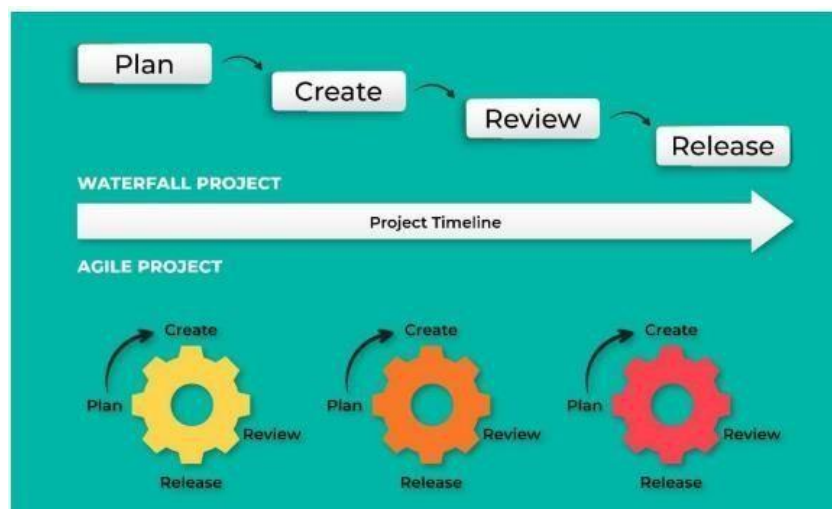 Plan
Create
Review
Release
WATERFALL PROJECT
Project Timeline
AGILE PROJECT
Create
Plan
Review
Release
Create
Plan
Review
Release
Create
Plan
Review
Release